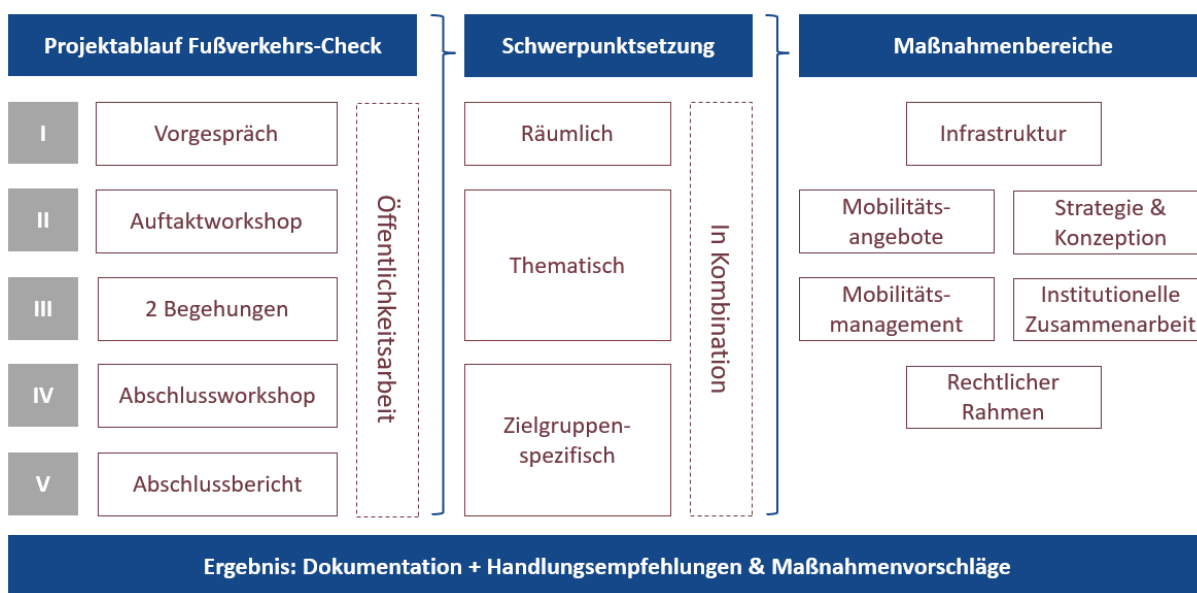 Projektablauf Fußverkehrs-Check
I
Vorgespräch
II
Auftaktworkshop
III
2 Begehungen
IV
Abschlussworkshop
V
Abschlussbericht
Öffentlichkeitsarbeit
Schwerpunktsetzung
Räumlich
Thematisch
Zielgruppen-
spezifisch
In Kombination
Maßnahmenbereiche
Infrastruktur
Mobilitäts-
angebote
Strategie &
Konzeption
Mobilitäts-
management
Institutionelle
Zusammenarbeit
Rechtlicher
Rahmen
Ergebnis: Dokumentation + Handlungsempfehlungen & Maßnahmenvorschläge